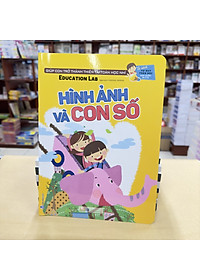 GIÚP CON TRỞ THÀNH THIÊN TÀI TOÁN HỌC NHÍ
EDUCATION LAB
HÌNH ẢNH
VÀ CON SỐ